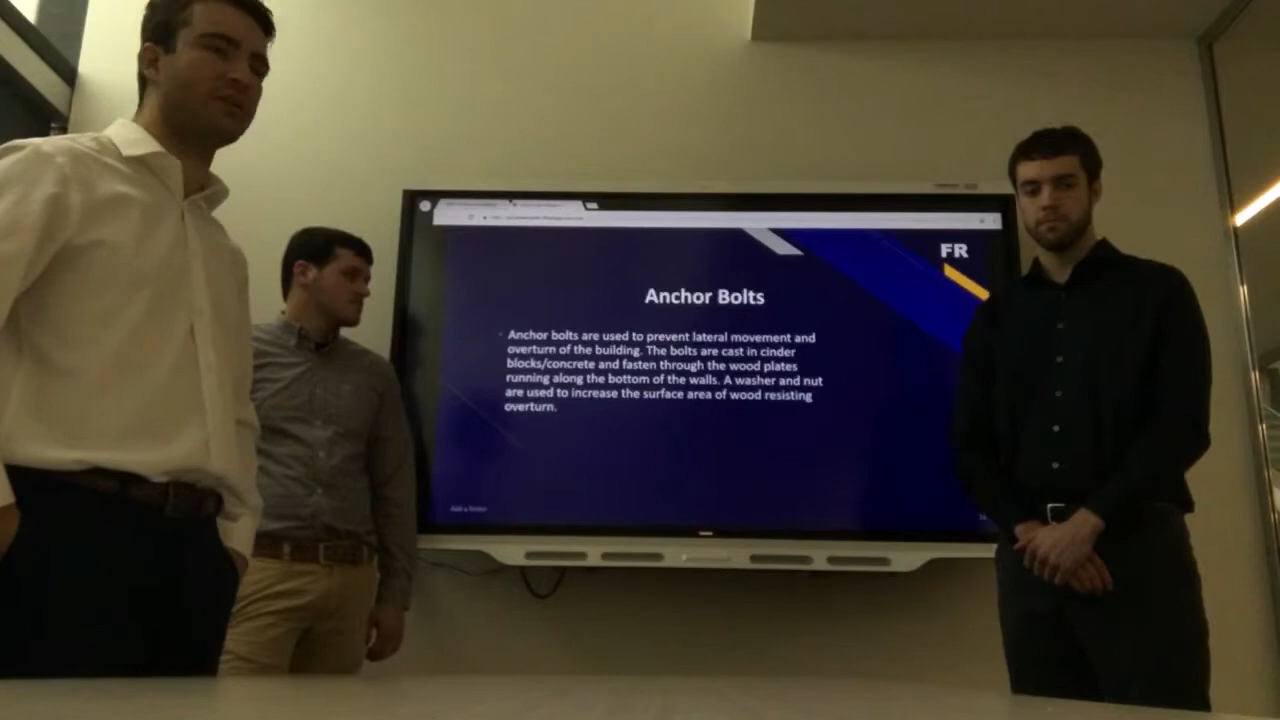 FR
Anchor Bolts
Anchor bolts are used to prevent lateral movement and
overturn of the building. The bolts are cast in cinder
blocks/concrete and fasten through the wood plates
running along the bottom of the walls. A washer and nut
are used to increase the surface area of wood resisting
overturn.
Add a footer